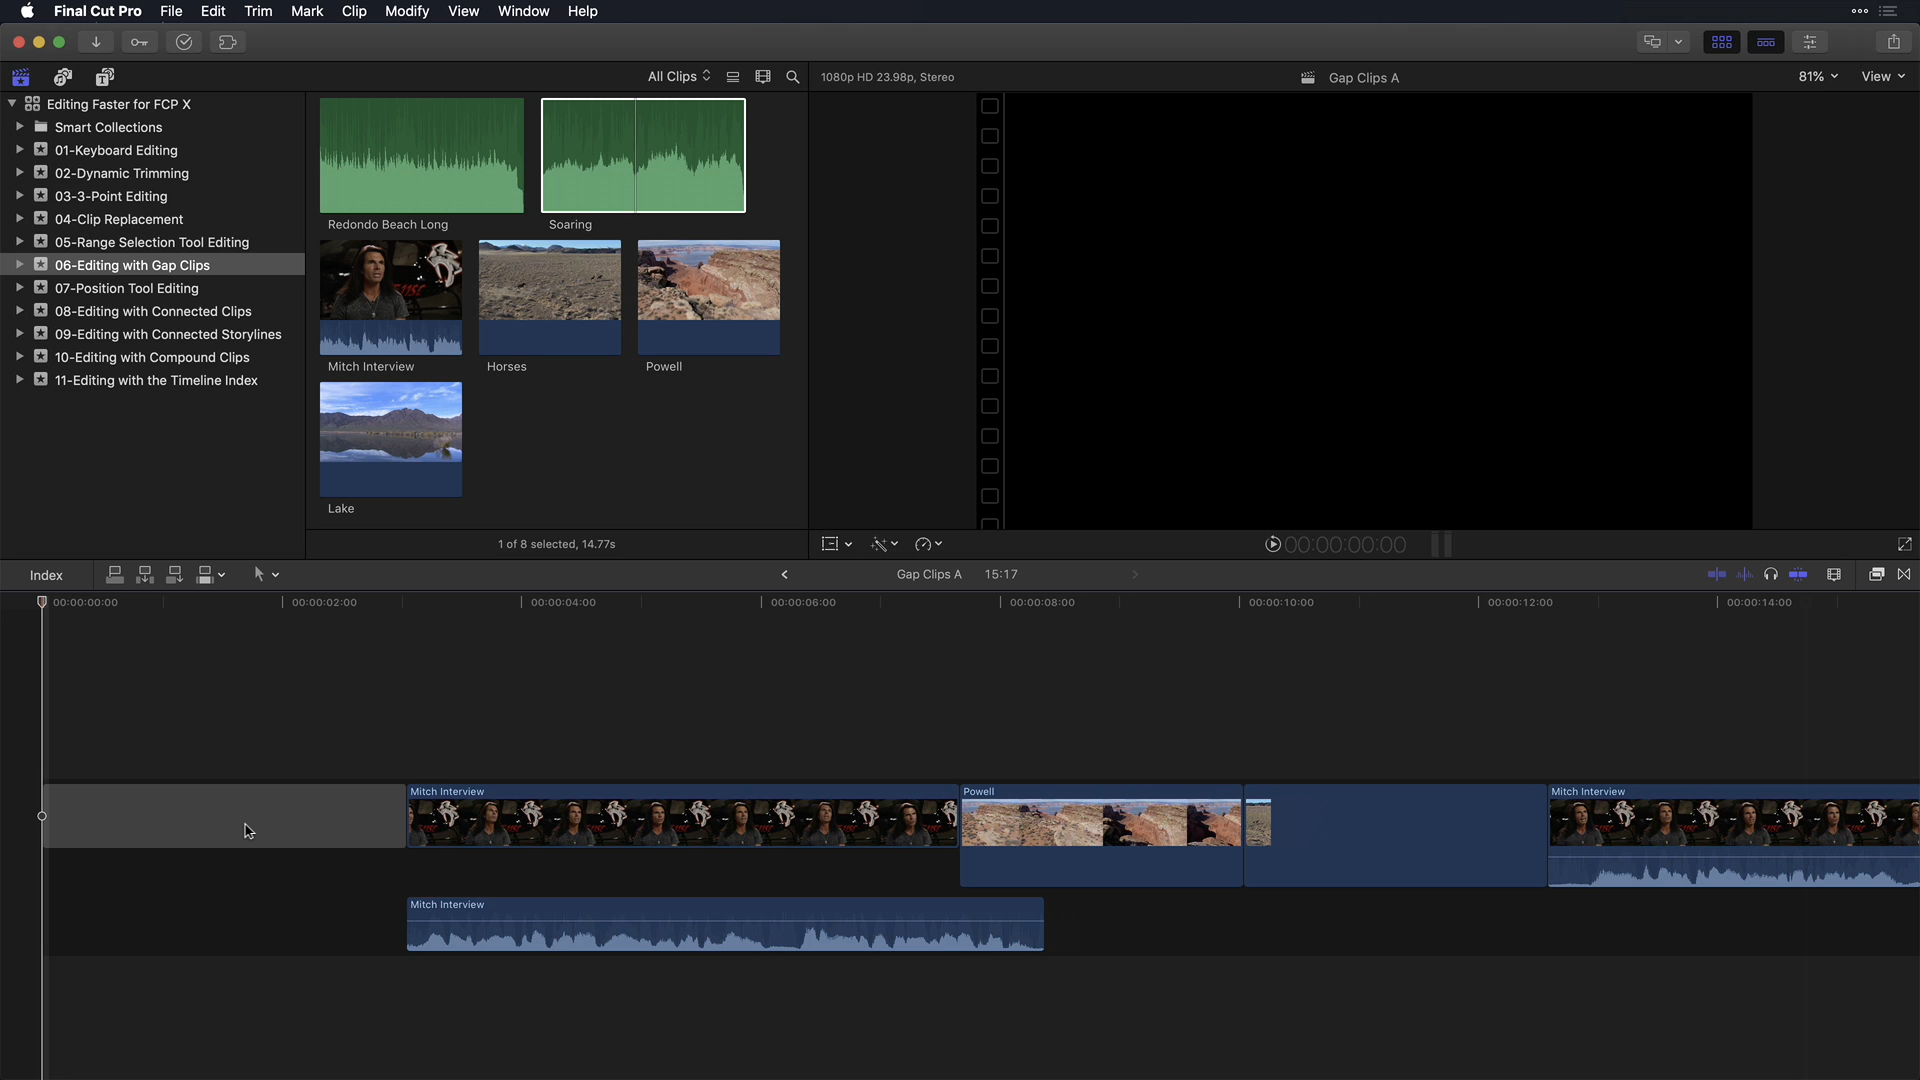 Final Cut Pro File Edit Trim Mark Clip Modify View Window Help
All Clips
1080p HD 23.98p, Stereo
Gap Clips A
81%
View
Editing Faster for FCP X
Smart Collections
01-Keyboard Editing
02-Dynamic Trimming
03-3-Point Editing
04-Clip Replacement
05-Range Selection Tool Editing
06-Editing with Gap Clips
07-Position Tool Editing
08-Editing with Connected Clips
09-Editing with Connected Storylines
10-Editing with Compound Clips
11-Editing with the Timeline Index
Redondo Beach Long
Soaring
Mitch Interview
Horses
Powell
Lake
1 of 8 selected, 14.77s
00:00:00:00
Index
Gap Clips A 15:17
00:00:00:00 00:00:02:00 00:00:04:00 00:00:06:00 00:00:08:00 00:00:10:00 00:00:12:00 00:00:14:00
Mitch Interview
Powell
Mitch Interview
Mitch Interview